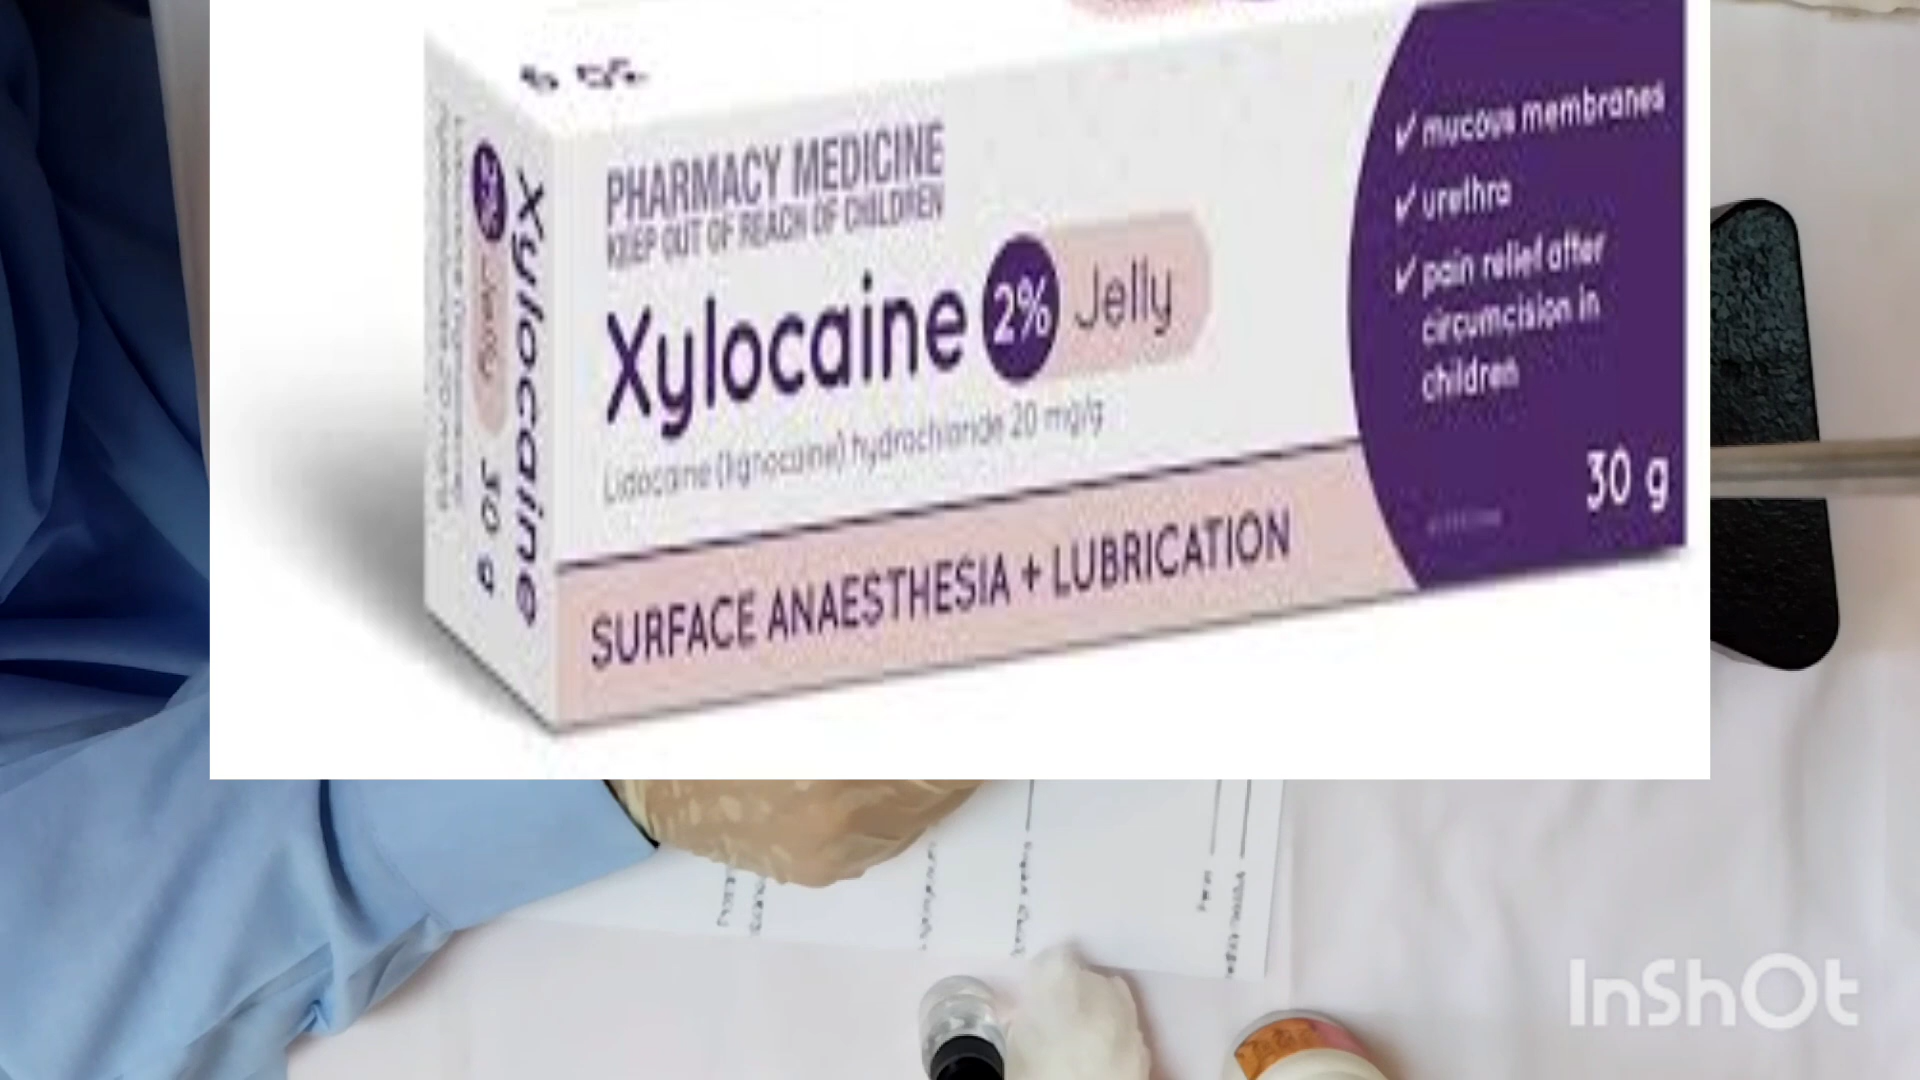 PHARMACY MEDICINE
KEEP OUT OF REACH OF CHILDREN
Xylocaine 2% Jelly
Lidocaine (lignocaine) hydrochloride 20 mg/g
SURFACE ANAESTHESIA + LUBRICATION
✓ mucous membranes
✓ urethra
✓ pain relief after
circumcision in
children
30 g
Xylocaine
2% Jelly
30 g
InShOt